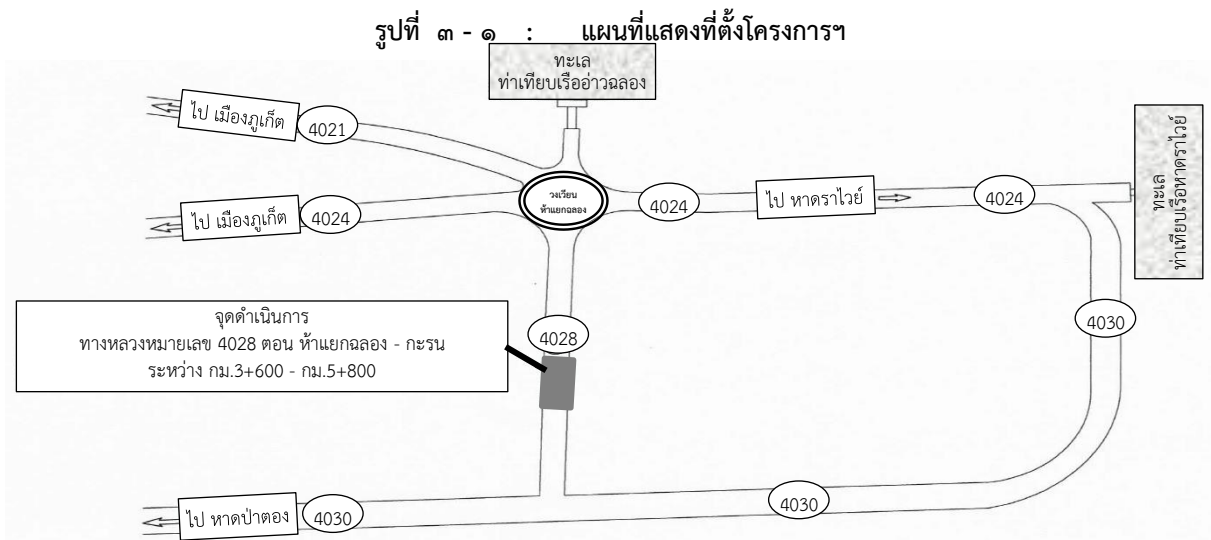 รูปที่ ๓ - ๑ : แผนที่แสดงที่ตั้งโครงการฯ
ทะเล
ท่าเทียบเรืออ่าวฉลอง
ไป เมืองภูเก็ต
4021
ทะเล
ท่าเทียบเรือหาดราไวย์
วงเวียน
ห้าแยกฉลอง
ไป เมืองภูเก็ต
4024
4024
ไป หาดราไวย์
4024
จุดดำเนินการ
ทางหลวงหมายเลข 4028 ตอน ห้าแยกฉลอง - กะรน
ระหว่าง กม.3+600 - กม.5+800
4028
4030
ไป หาดป่าตอง
4030
4030